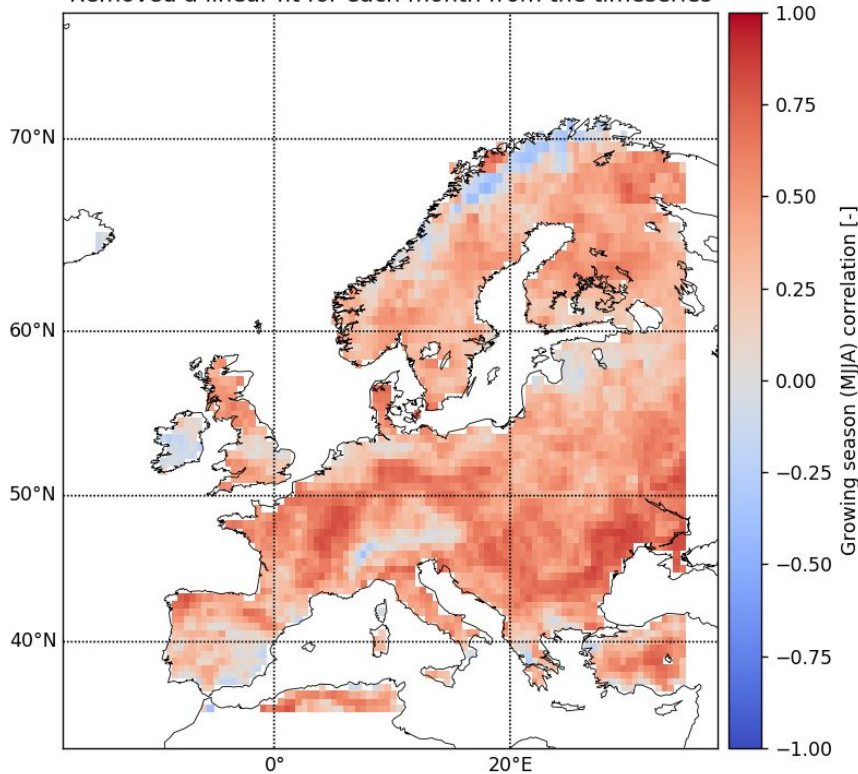 Removed a linear fit for each month from the timeseries
70°N
60°N
50°N
40°N
0°
20°E
1.00
0.75
0.50
0.25
0.00
−0.25
−0.50
−0.75
−1.00
Growing season (MJJA) correlation [-]